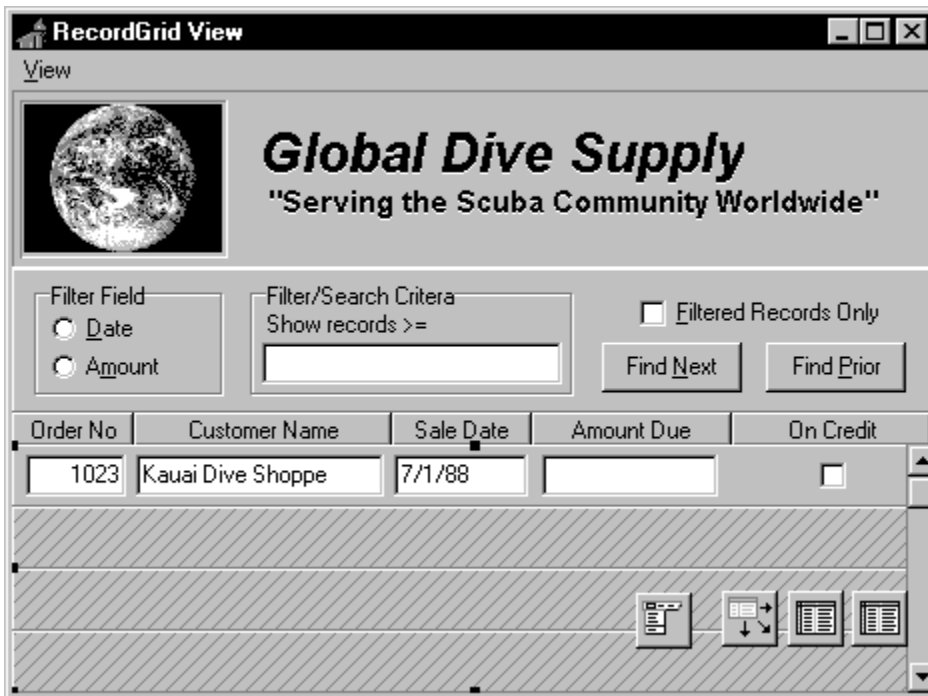 RecordGrid View
View
Global Dive Supply
"Serving the Scuba Community Worldwide"
Filter Field
Date
Amount
Filter/Search Critera
Show records >=
Filtered Records Only
Find Next
Find Prior
Order No Customer Name Sale Date Amount Due On Credit
1023 Kauai Dive Shoppe 7/1/88